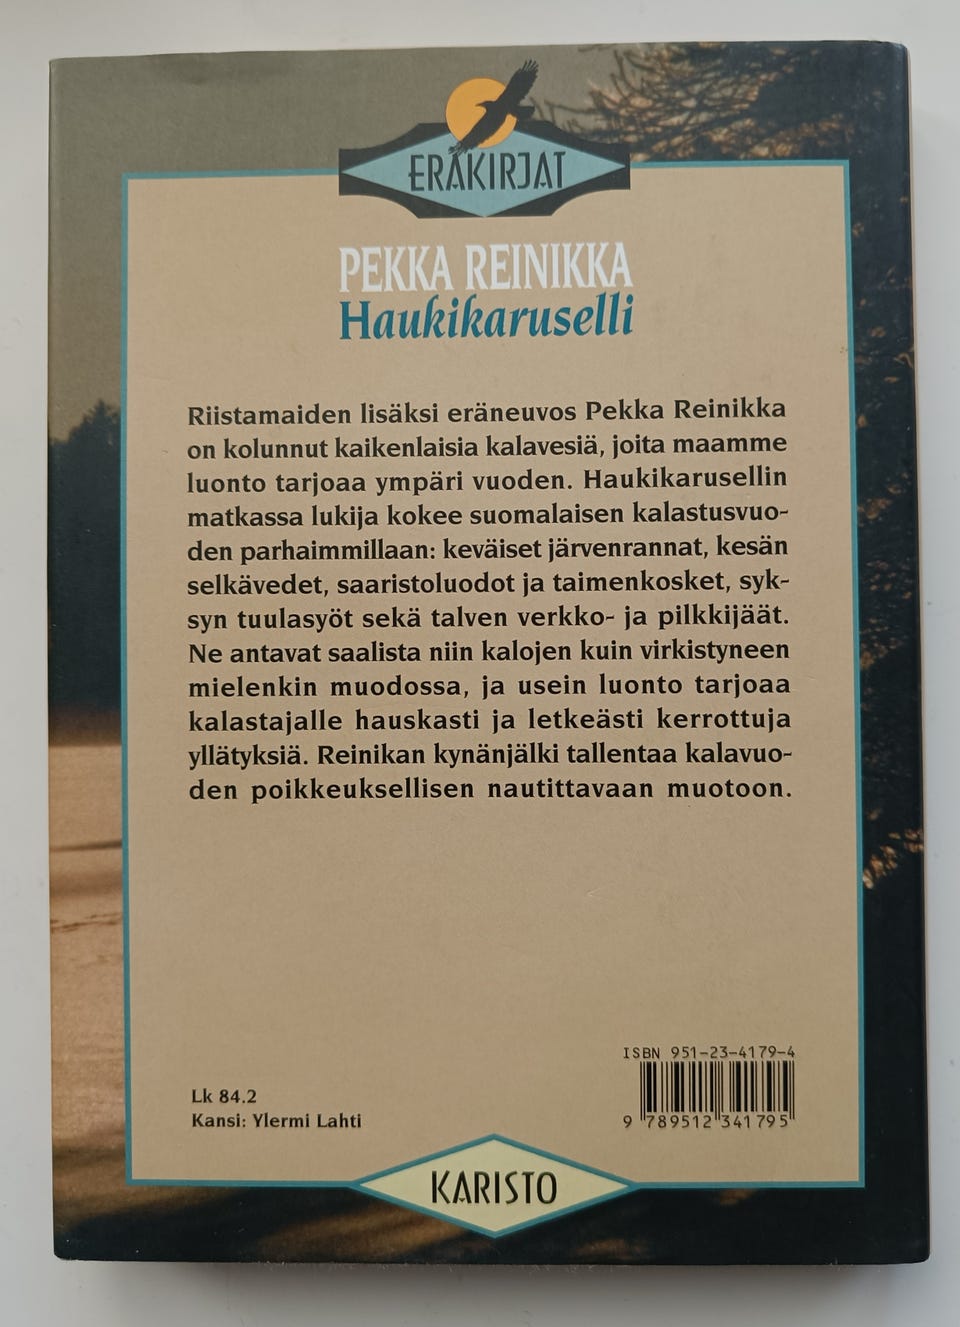 ERÄKIRJAT
PEKKA REINIKKA
Haukikaruselli
Riistamaiden lisäksi eräneuvos Pekka Reinikka
on kolunnut kaikenlaisia kalavesiä, joita maamme
luonto tarjoaa ympäri vuoden. Haukikarusellin
matkassa lukija kokee suomalaisen kalastusvuo-
den parhaimmillaan: keväiset järvenrannat, kesän
selkävedet, saaristoluodot ja taimenkosket, syk-
syn tuulasyöt sekä talven verkko- ja pilkkijäät.
Ne antavat saalista niin kalojen kuin virkistyneen
mielenkin muodossa, ja usein luonto tarjoaa
kalastajalle hauskasti ja letkeästi kerrottuja
yllätyksiä. Reinikan kynänjälki tallentaa kalavuo-
den poikkeuksellisen nautittavaan muotoon.
ISBN 951-23-4179-4
9 789512 341795
Lk 84.2
Kansi: Ylermi Lahti
KARISTO